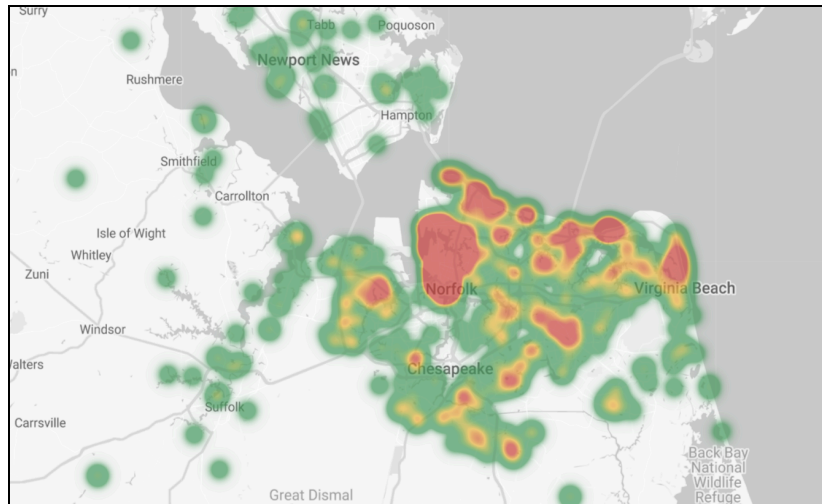 Surry
Tabb
Poquoson
Newport News
n
Rushmere
Hampton
Smithfield
Carrollton
Isle of Wight
Whitley
Zuni
Norfolk
Virginia Beach
Windsor
Walters
Chesapeake
Suffolk
Carrsville
Back Bay
National
Wildlife
Refuge
Great Dismal